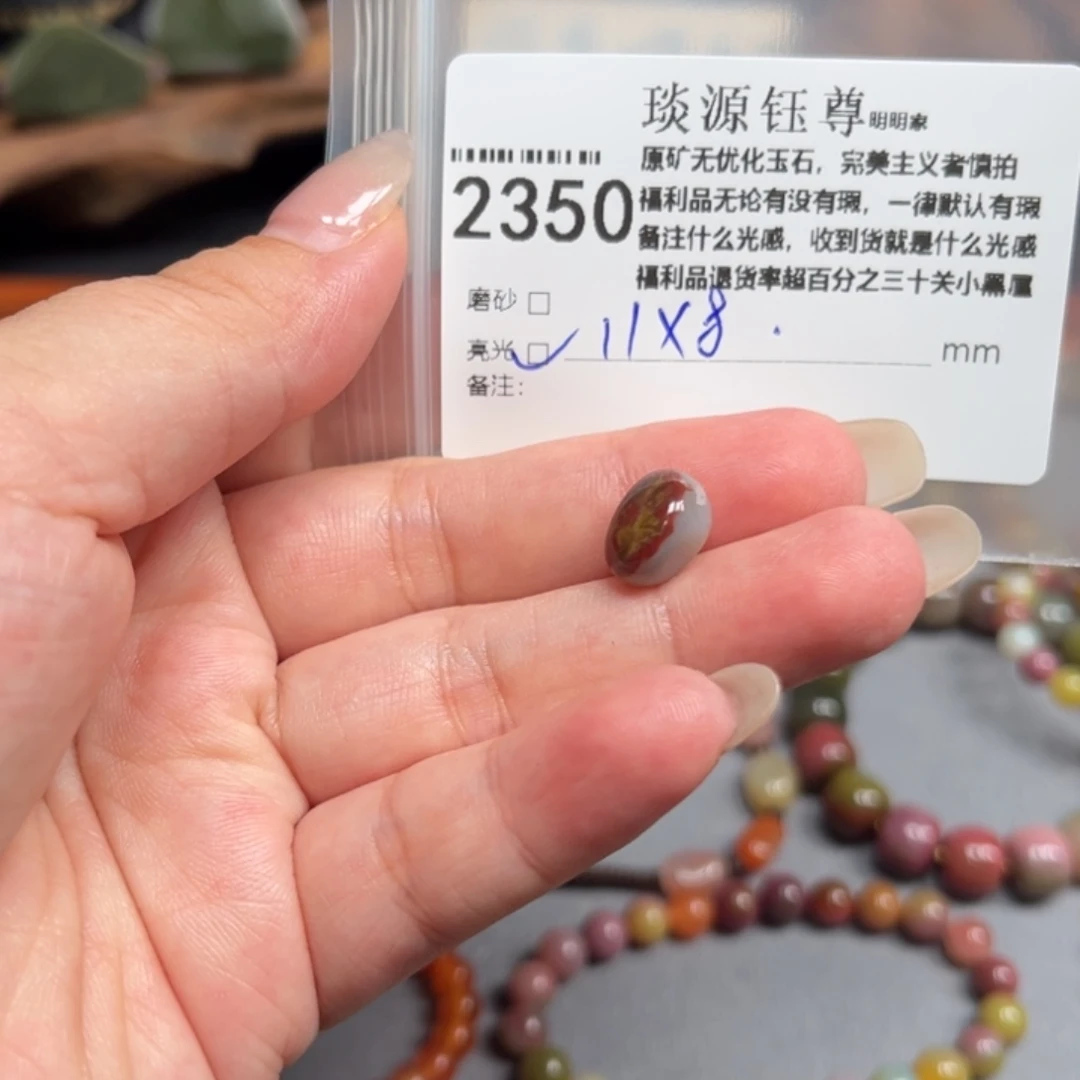 琰源钰尊明明家
原矿无优化玉石，完美主义者慎拍
2350
福利品无论有没有瑕，一律默认有瑕
备注什么光感，收到货就是什么光感
福利品退货率超百分之三十关小黑屋
磨砂 □
亮光 □ 11X8 mm
备注: